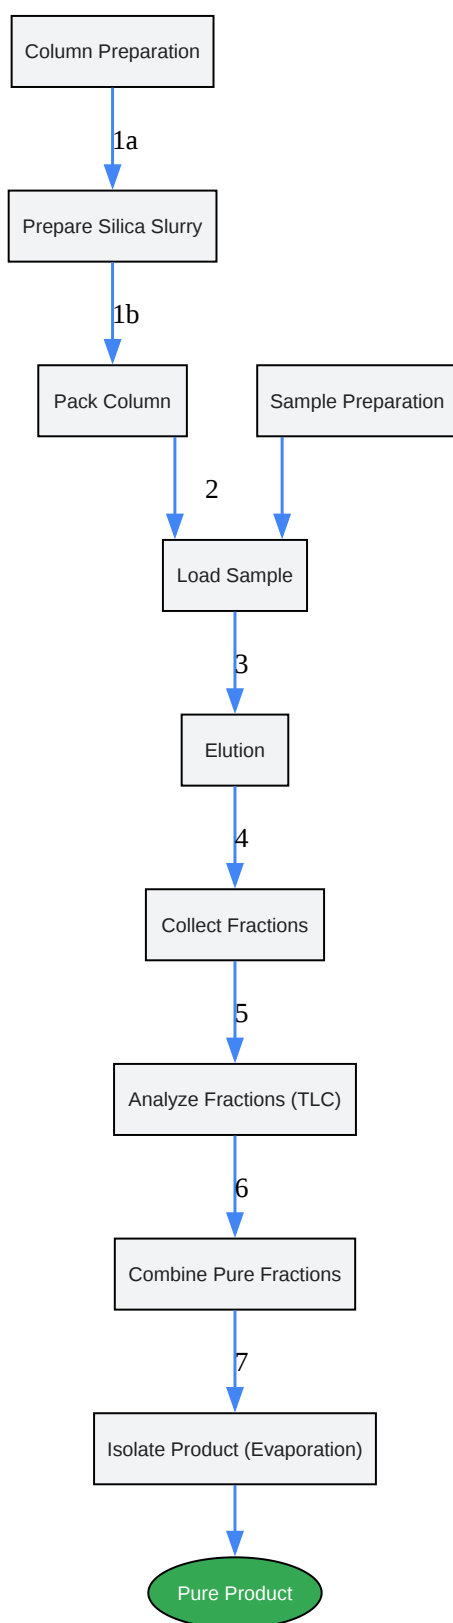 Column Preparation
1a
Prepare Silica Slurry
1b
Pack Column
Sample Preparation
2
Load Sample
3
Elution
4
Collect Fractions
5
Analyze Fractions (TLC)
6
Combine Pure Fractions
7
Isolate Product (Evaporation)
Pure Product